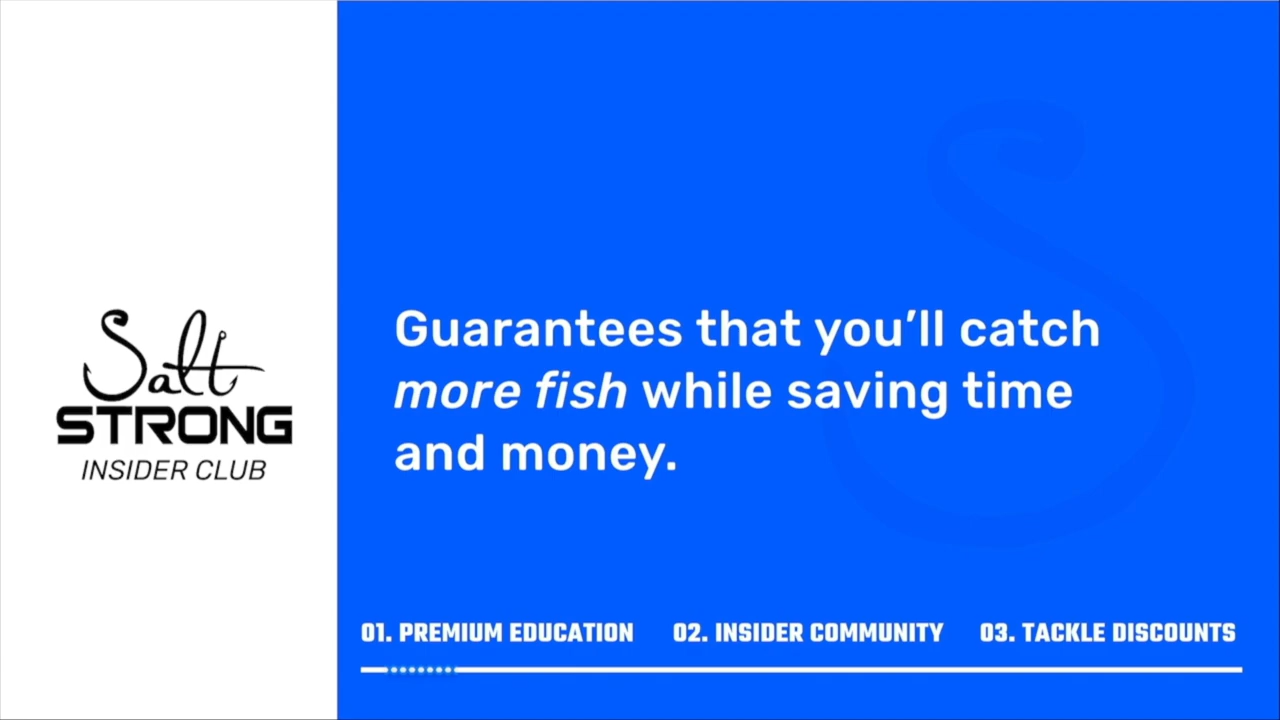 Salt
STRONG
INSIDER CLUB
Guarantees that you’ll catch
more fish while saving time
and money.
01. PREMIUM EDUCATION 02. INSIDER COMMUNITY 03. TACKLE DISCOUNTS